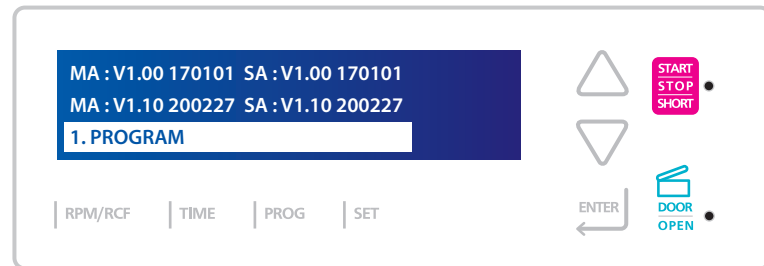 MA : V1.00 170101 SA : V1.00 170101
MA : V1.10 200227 SA : V1.10 200227
1. PROGRAM
RPM/RCF
TIME
PROG
SET
START
STOP
SHORT
ENTER
DOOR
OPEN